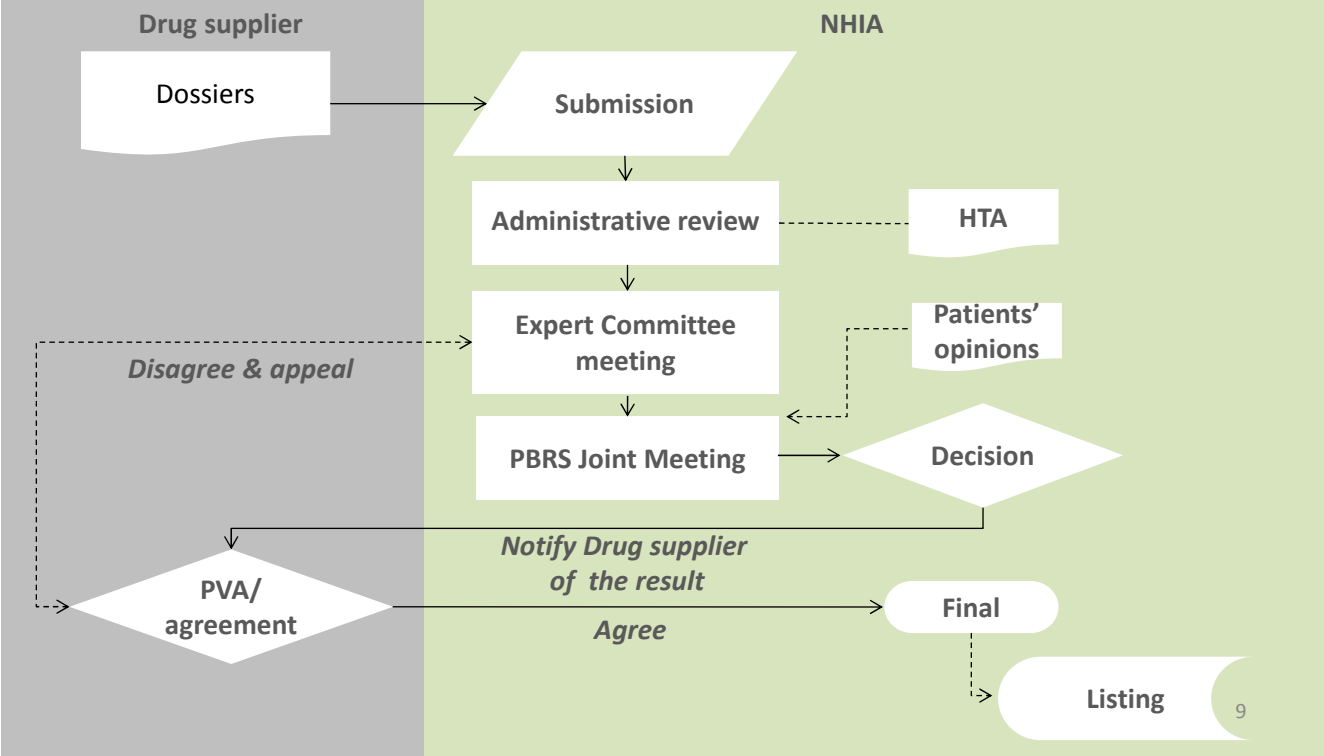 Drug supplier
NHIA
Dossiers
Submission
Administrative review
HTA
Expert Committee
meeting
Patients’
opinions
Disagree & appeal
PBRS Joint Meeting
Decision
Notify Drug supplier
of the result
PVA/
agreement
Agree
Final
Listing
9